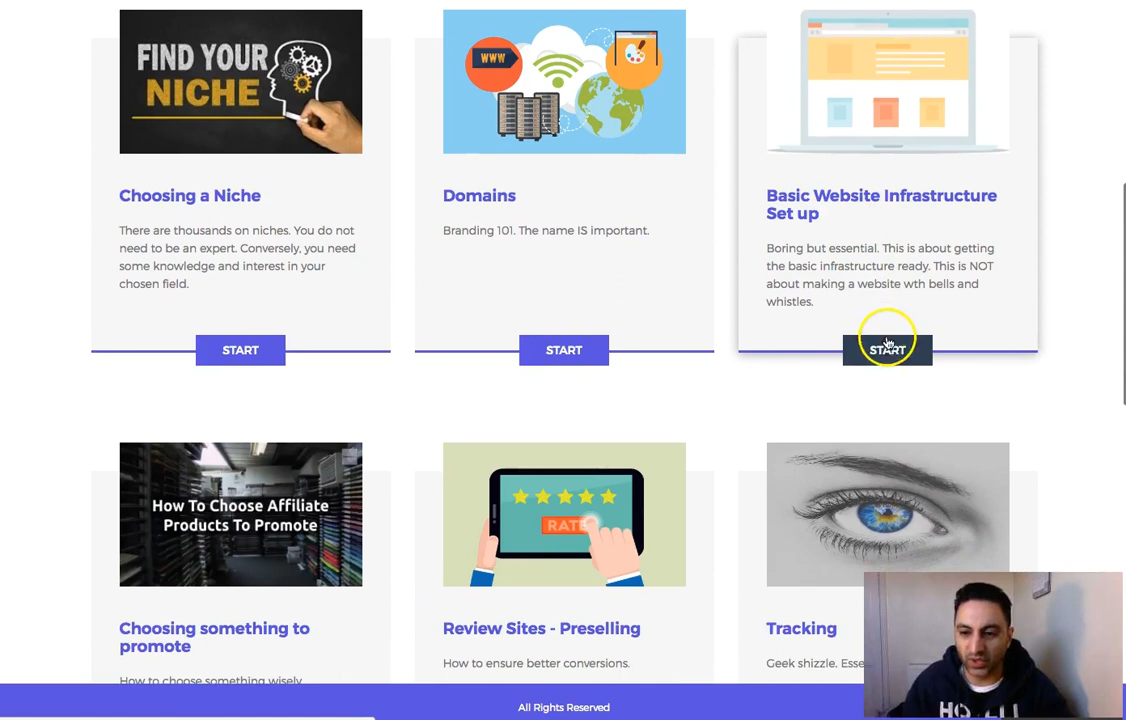 FIND YOUR
NICHE
WWW
Choosing a Niche
There are thousands on niches. You do not
need to be an expert. Conversely, you need
some knowledge and interest in your
chosen field.
START
Domains
Branding 101. The name IS important.
START
Basic Website Infrastructure
Set up
Boring but essential. This is about getting
the basic infrastructure ready. This is NOT
about making a website wth bells and
whistles.
START
How To Choose Affiliate
Products To Promote
RATE
Choosing something to
promote
How to choose something wisely
Review Sites - Preselling
How to ensure better conversions.
Tracking
Geek shizzle.
All Rights Reserved